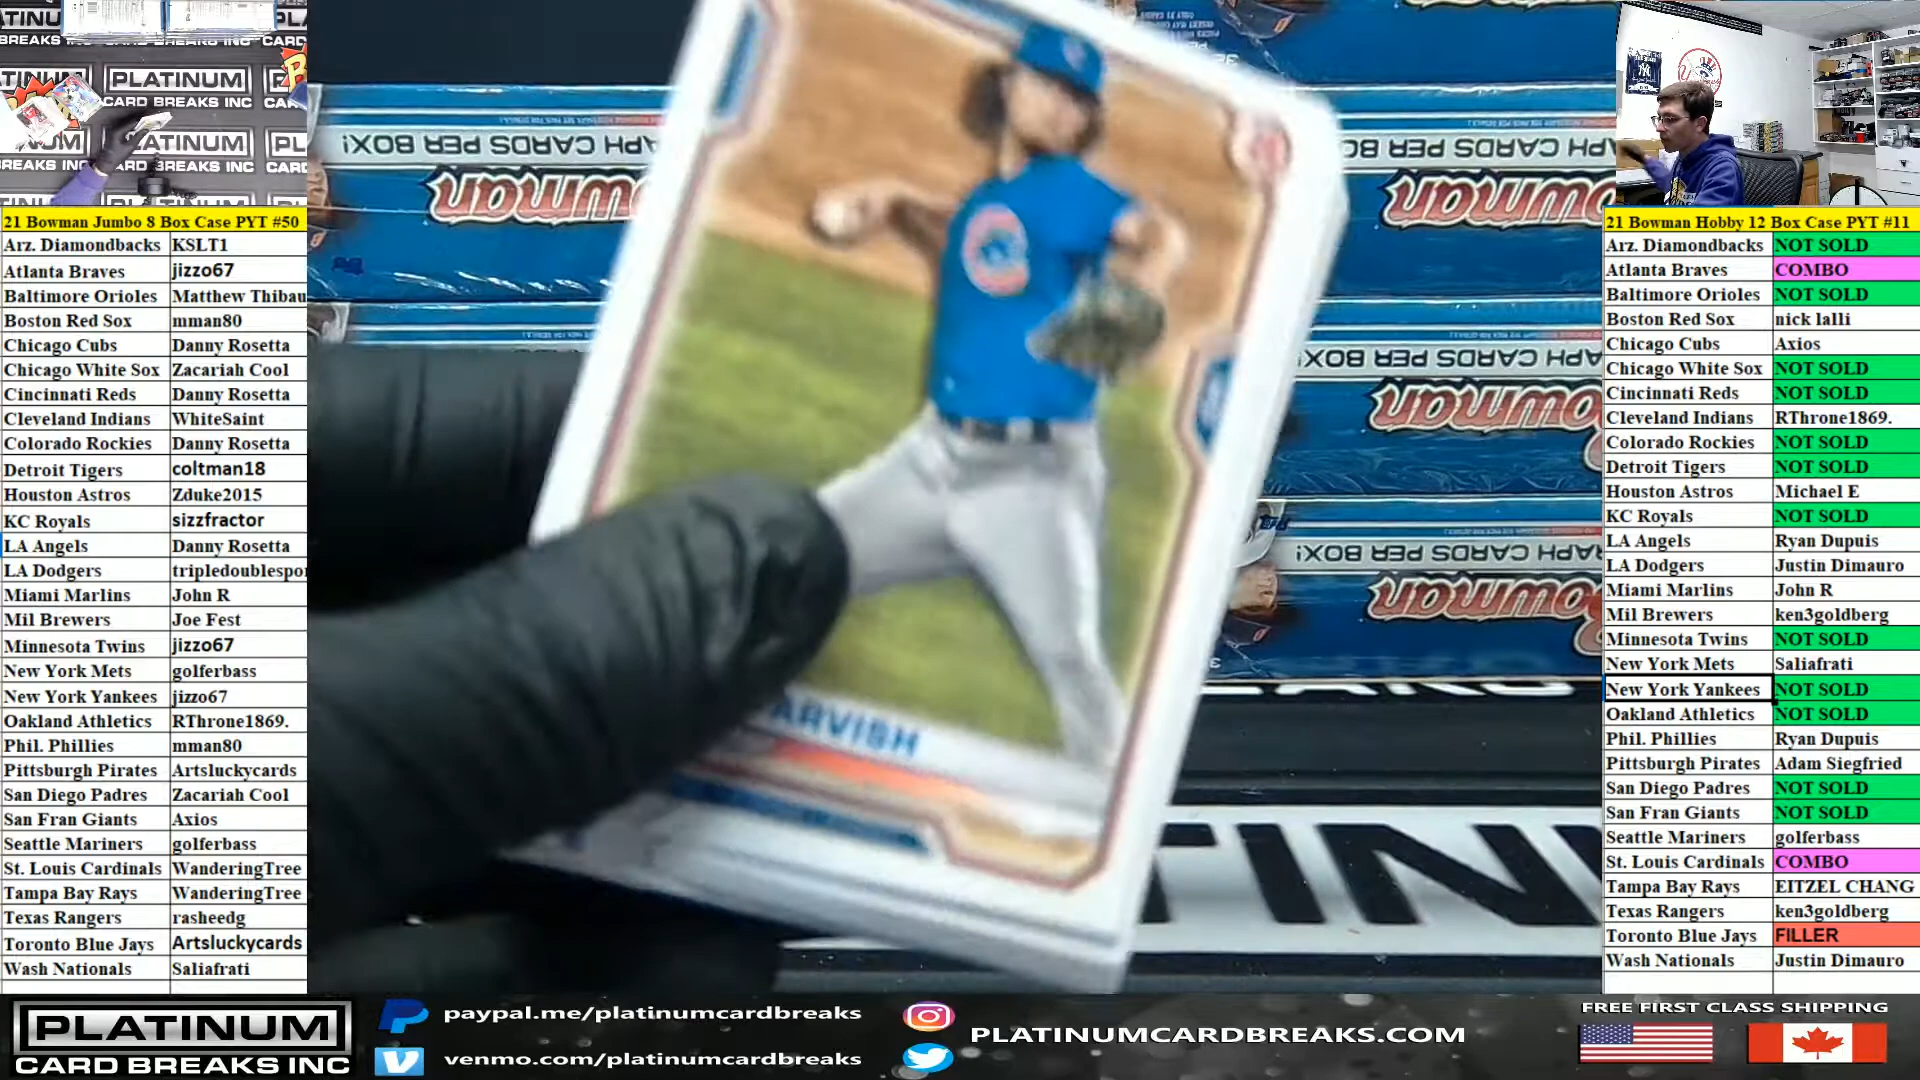 PLATINUM
CARD BREAKS INC
21 Bowman Jumbo 8 Box Case PYT #50
Arz. Diamondbacks KSLT1
Atlanta Braves jizzo67
Baltimore Orioles Matthew Thibau
Boston Red Sox mman80
Chicago Cubs Danny Rosetta
Chicago White Sox Zacariah Cool
Cincinnati Reds Danny Rosetta
Cleveland Indians WhiteSaint
Colorado Rockies Danny Rosetta
Detroit Tigers coltman18
Houston Astros Zduke2015
KC Royals sizzfractor
LA Angels Danny Rosetta
LA Dodgers tripledoublespor
Miami Marlins John R
Mil Brewers Joe Fest
Minnesota Twins jizzo67
New York Mets golferbass
New York Yankees jizzo67
Oakland Athletics RThrone1869.
Phil. Phillies mman80
Pittsburgh Pirates Artsluckycards
San Diego Padres Zacariah Cool
San Fran Giants Axios
Seattle Mariners golferbass
St. Louis Cardinals WanderingTree
Tampa Bay Rays WanderingTree
Texas Rangers rasheedg
Toronto Blue Jays Artsluckycards
Wash Nationals Saliafrati
APH CARDS PER BOX!
Bowman
ARVISH
21 Bowman Hobby 12 Box Case PYT #11
Arz. Diamondbacks NOT SOLD
Atlanta Braves COMBO
Baltimore Orioles NOT SOLD
Boston Red Sox nick lalli
Chicago Cubs Axios
Chicago White Sox NOT SOLD
Cincinnati Reds NOT SOLD
Cleveland Indians RThrone1869.
Colorado Rockies NOT SOLD
Detroit Tigers NOT SOLD
Houston Astros Michael E
KC Royals NOT SOLD
LA Angels Ryan Dupuis
LA Dodgers Justin Dimauro
Miami Marlins John R
Mil Brewers ken3goldberg
Minnesota Twins NOT SOLD
New York Mets Saliafrati
New York Yankees NOT SOLD
Oakland Athletics NOT SOLD
Phil. Phillies Ryan Dupuis
Pittsburgh Pirates Adam Siegfried
San Diego Padres NOT SOLD
San Fran Giants NOT SOLD
Seattle Mariners golferbass
St. Louis Cardinals COMBO
Tampa Bay Rays EITZEL CHANG
Texas Rangers ken3goldberg
Toronto Blue Jays FILLER
Wash Nationals Justin Dimauro
PLATINUM
CARD BREAKS INC
paypal.me/platinumcardbreaks
venmo.com/platinumcardbreaks
PLATINUMCARDBREAKS.COM
FREE FIRST CLASS SHIPPING